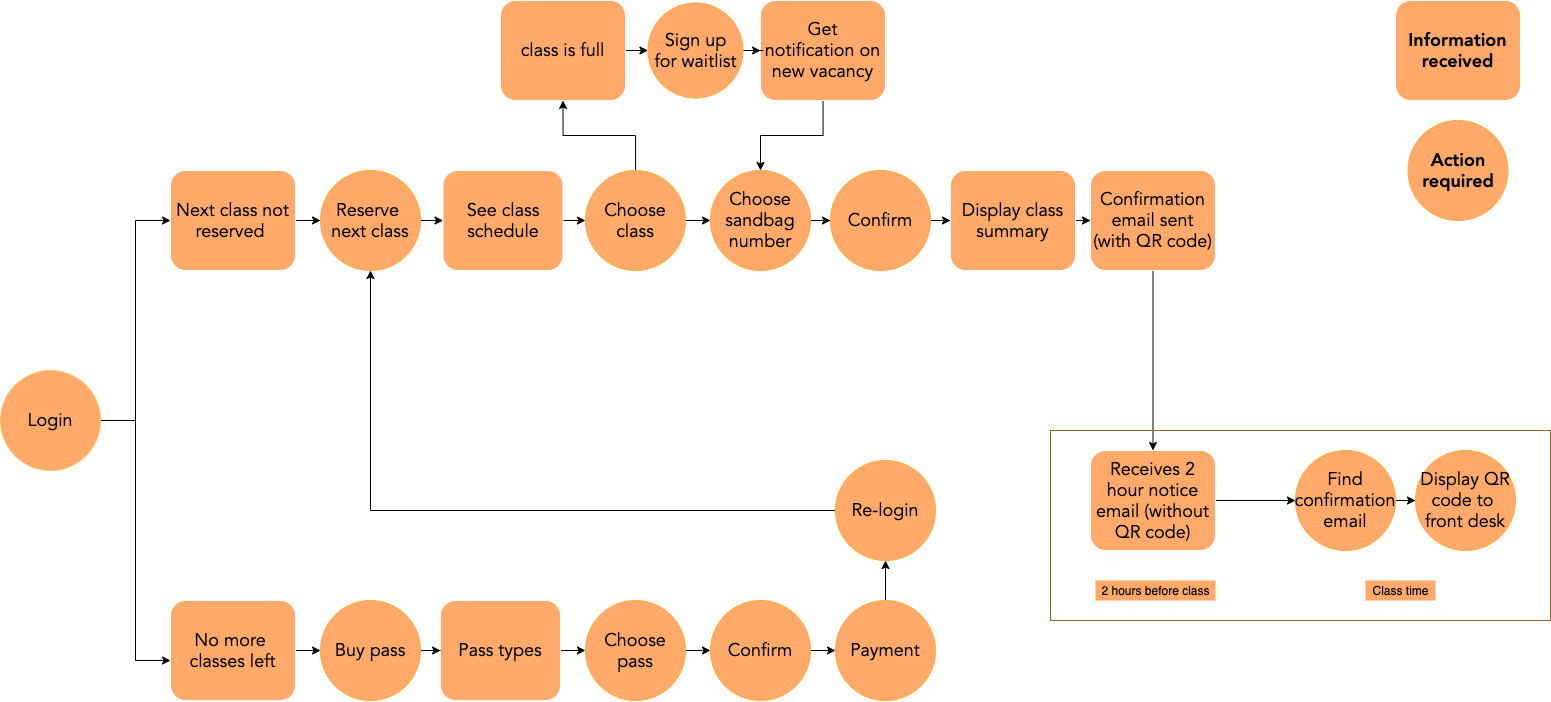 class is full
Sign up
for waitlist
Get
notification on
new vacancy
Information
received
Action
required
Next class not
reserved
Reserve
next class
See class
schedule
Choose
class
Choose
sandbag
number
Confirm
Display class
summary
Confirmation
email sent
(with QR code)
Login
Receives 2
hour notice
email (without
QR code)
Find
confirmation
email
Display QR
code to
front desk
2 hours before class
Class time
Re-login
No more
classes left
Buy pass
Pass types
Choose
pass
Confirm
Payment